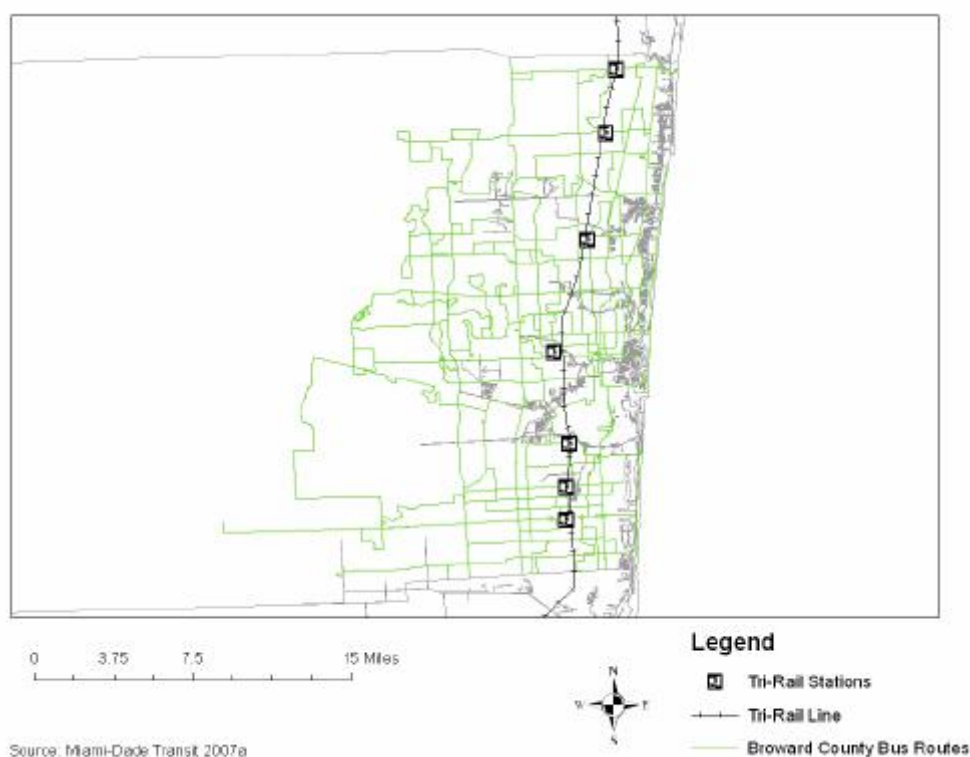 0 3.75 7.5 15 Miles
N
W E
S
Legend
Tri-Rail Stations
Tri-Rail Line
Broward County Bus Routes
Source: Miami-Dade Transit 2007a